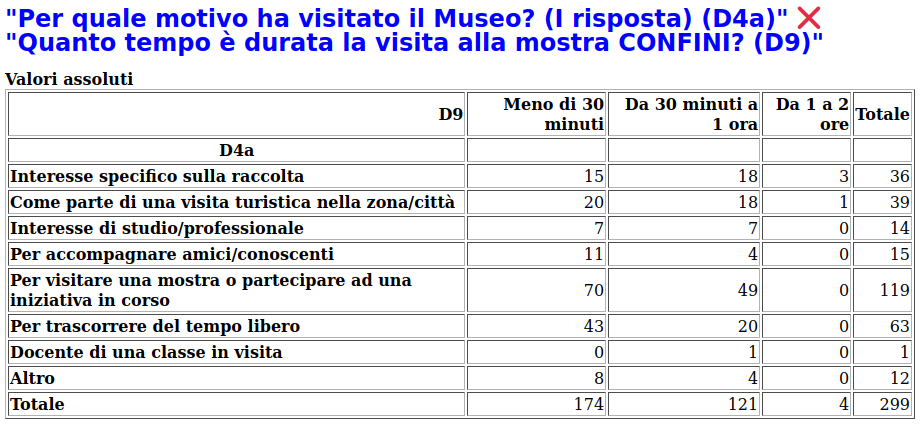 "Per quale motivo ha visitato il Museo? (I risposta) (D4a)" ❌
"Quanto tempo è durata la visita alla mostra CONFINI? (D9)"
Valori assoluti
D9 Meno di 30 minuti Da 30 minuti a 1 ora Da 1 a 2 ore Totale
D4a
Interesse specifico sulla raccolta 15 18 3 36
Come parte di una visita turistica nella zona/città 20 18 1 39
Interesse di studio/professionale 7 7 0 14
Per accompagnare amici/conoscenti 11 4 0 15
Per visitare una mostra o partecipare ad una iniziativa in corso 70 49 0 119
Per trascorrere del tempo libero 43 20 0 63
Docente di una classe in visita 0 1 0 1
Altro 8 4 0 12
Totale 174 121 4 299